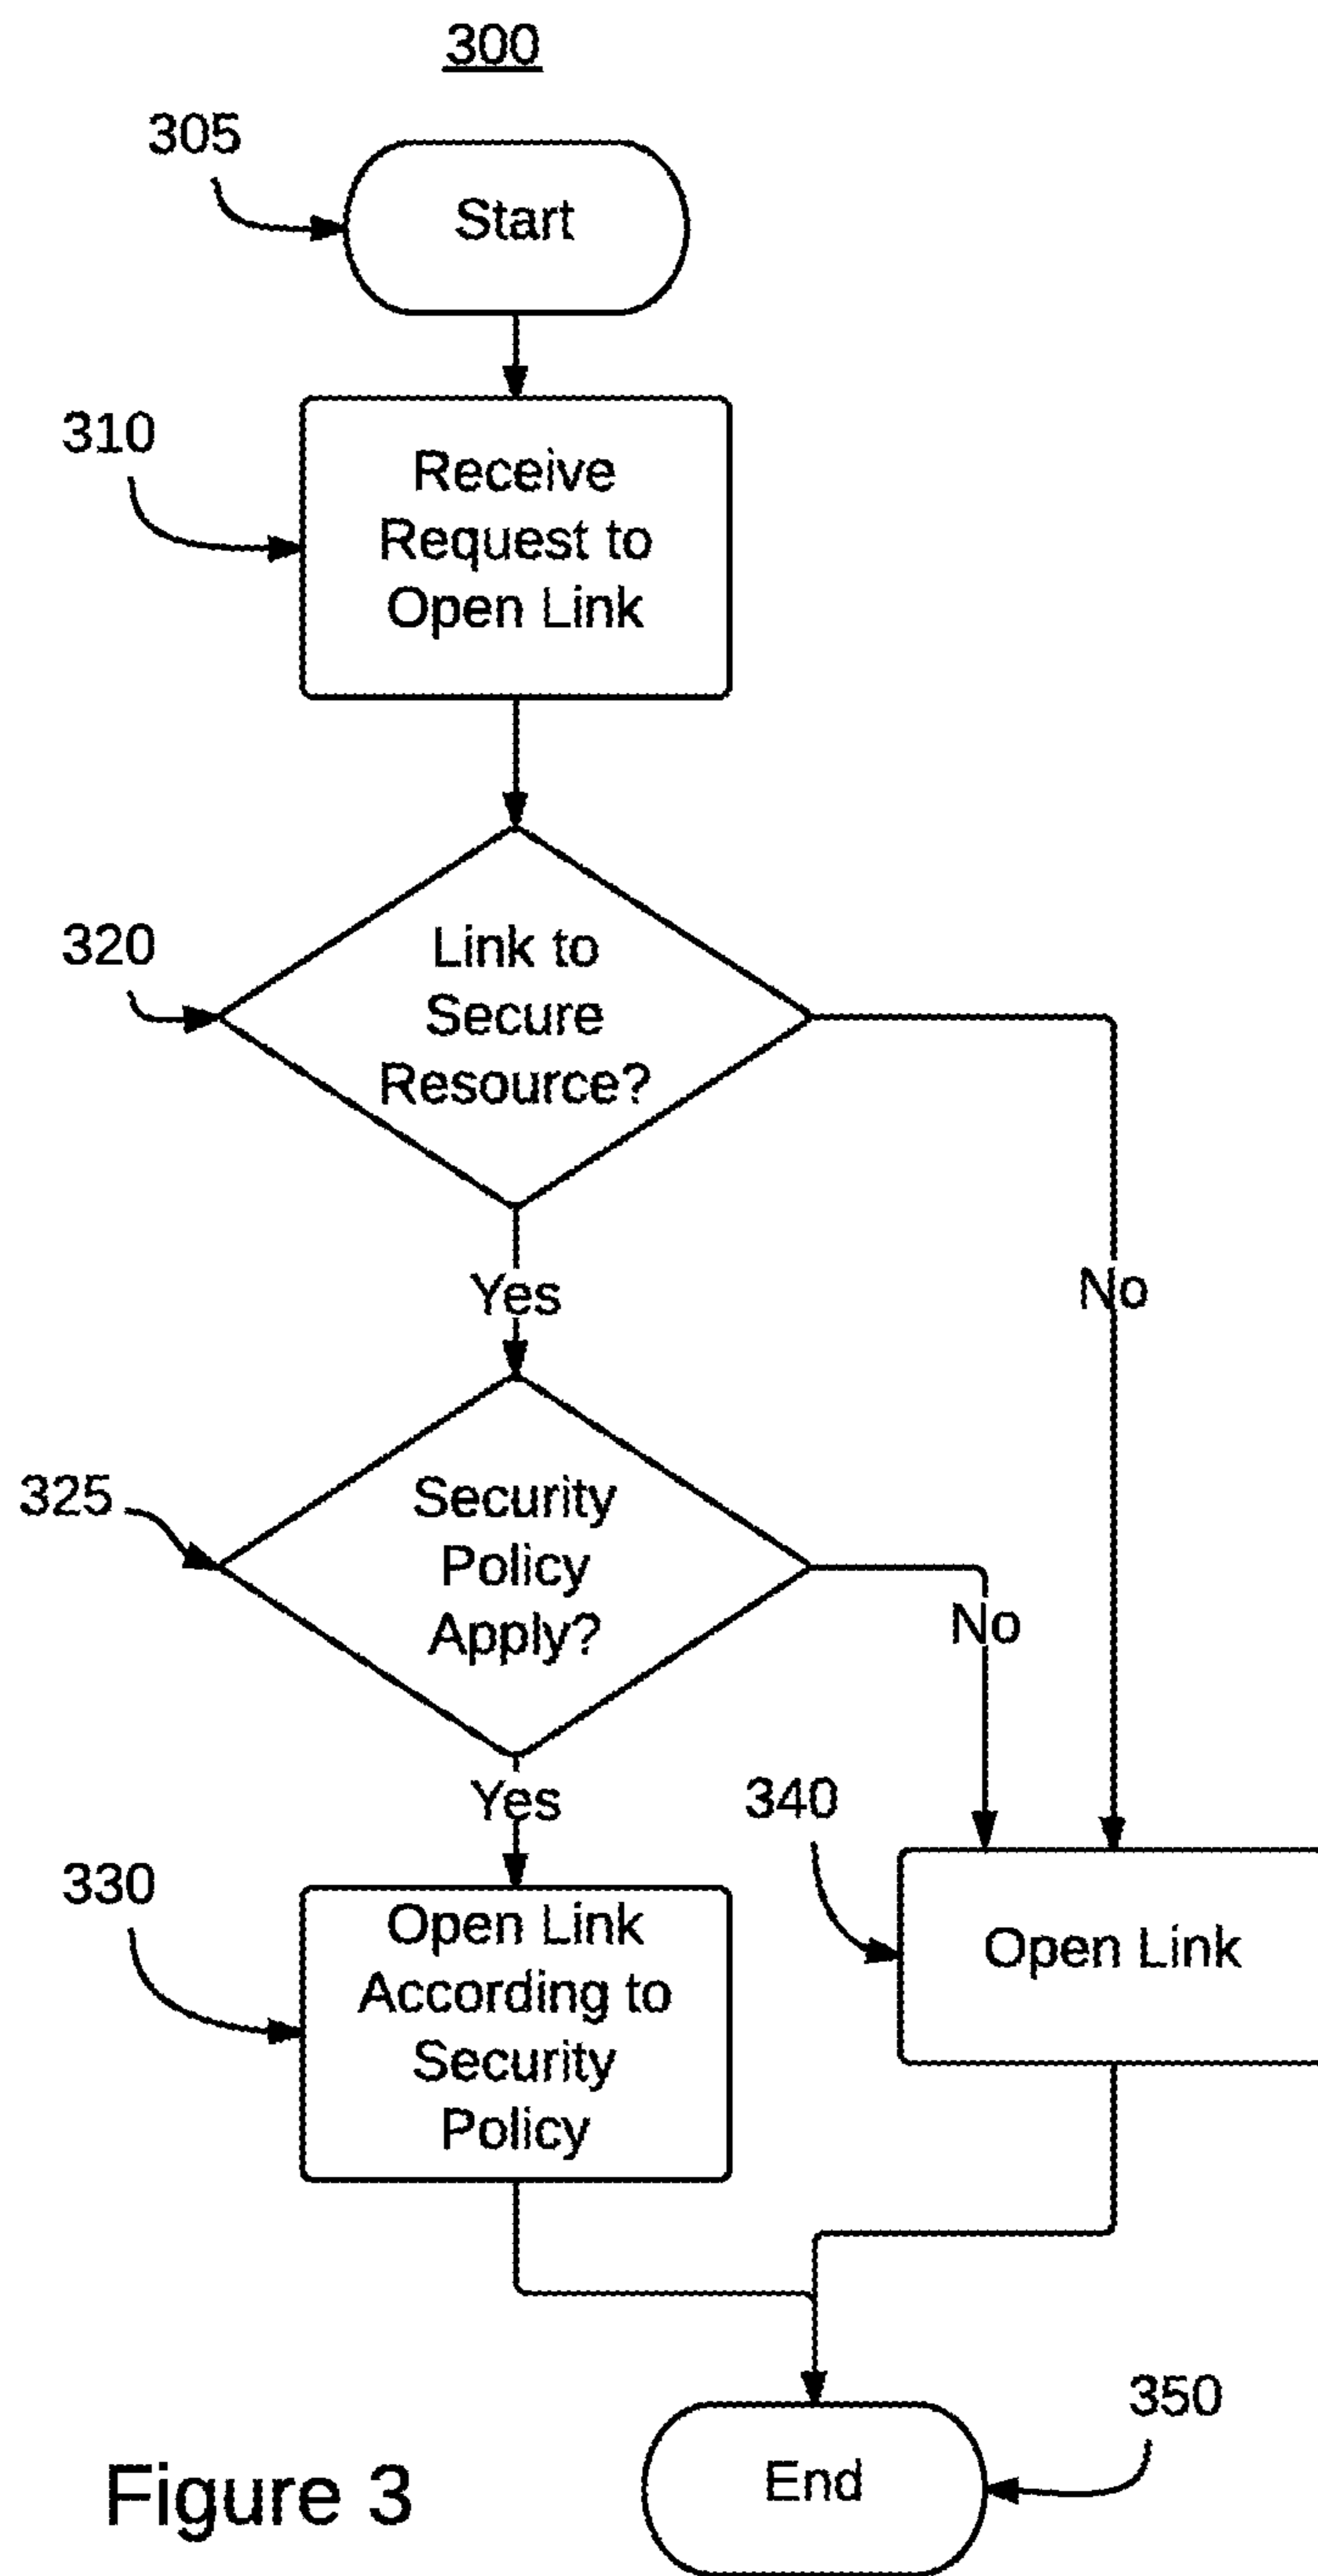 300
305
Start
310
Receive
Request to
Open Link
320
Link to
Secure
Resource?
Yes
No
325
Security
Policy
Apply?
No
Yes
340
330
Open Link
According to
Security
Policy
Open Link
350
End
Figure 3